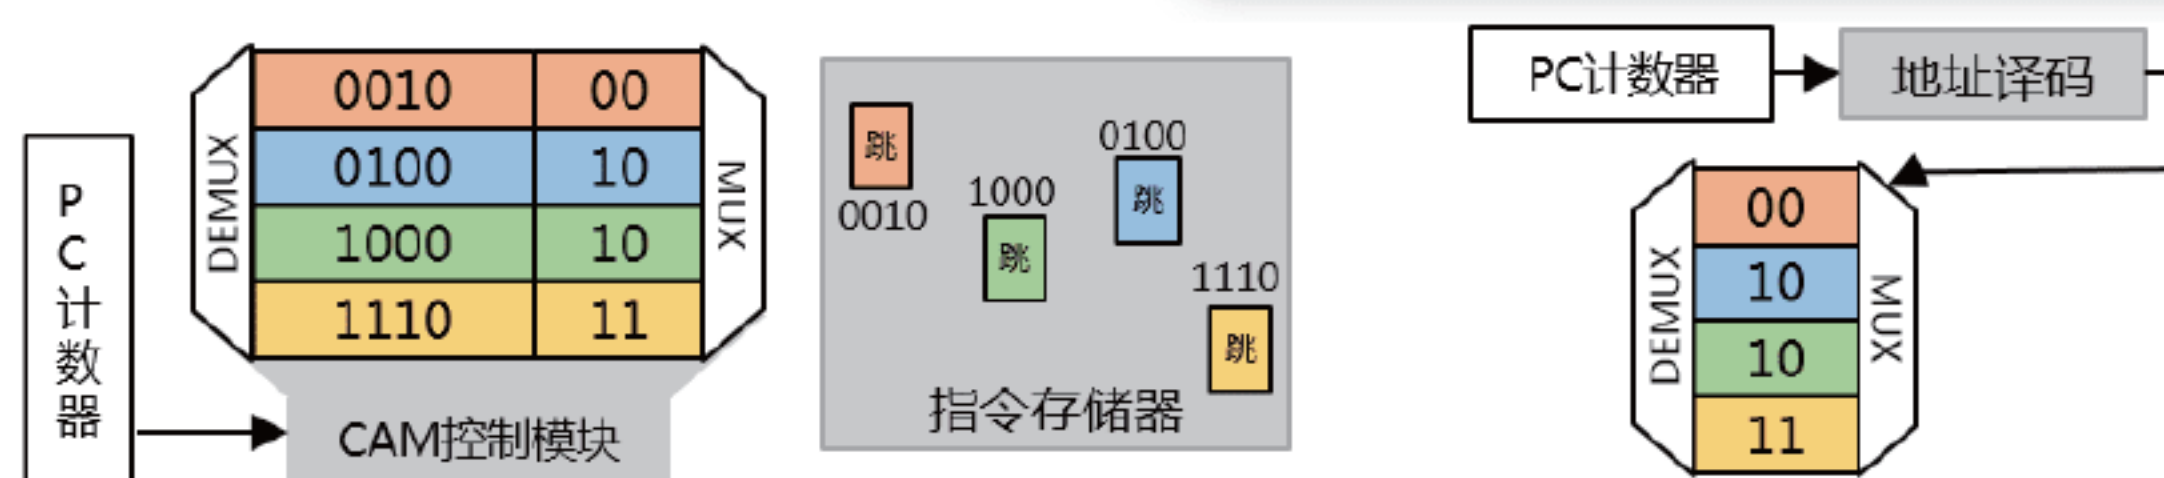 PC计数器
DEMUX
0010 00
0100 10
1000 10
1110 11
MUX
CAM控制模块
跳
0010
1000
跳
0100
跳
1110
跳
指令存储器
PC计数器
地址译码
DEMUX
00
10
10
11
MUX